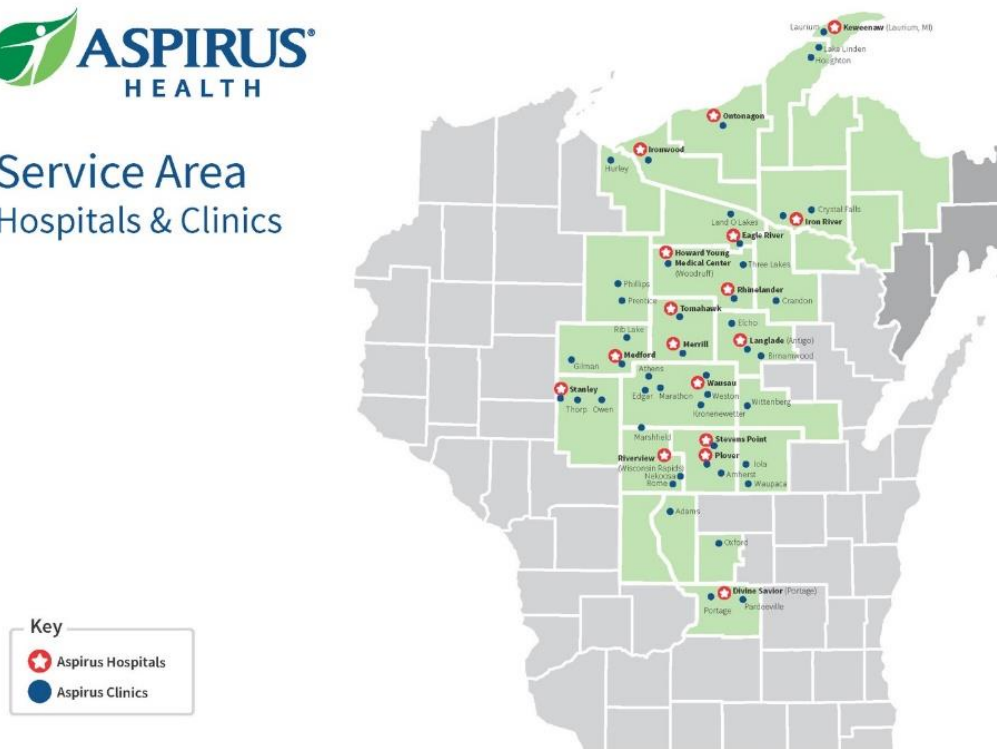 ASPIRUS®
HEALTH
Service Area
Hospitals & Clinics
Laurium
Keweenaw (Laurium, MI)
Lake Linden
Houghton
Ontonagon
Ironwood
Hurley
Crystal Falls
Iron River
Land O Lakes
Eagle River
Howard Young
Medical Center
(Woodruff)
Three Lakes
Phillips
Prentice
Rhinelander
Crandon
Tomahawk
Elcho
Rib Lake
Merrill
Langlade (Antigo)
Birnamwood
Medford
Gilman
Athens
Stanley
Wausau
Edgar
Marathon
Weston
Thorp
Owen
Kronenewetter
Wittenberg
Marshfield
Stevens Point
Riverview
(Wisconsin Rapids)
Plover
Iola
Nekoosa
Amherst
Rome
Waupaca
Adams
Oxford
Divine Savior (Portage)
Portage
Pardeeville
Key
Aspirus Hospitals
Aspirus Clinics